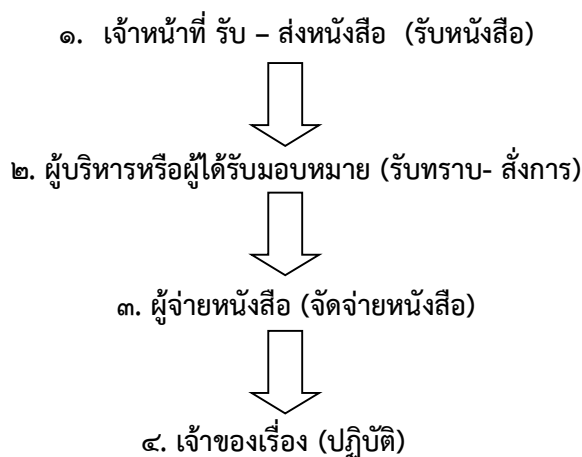 ๑. เจ้าหน้าที่ รับ – ส่งหนังสือ (รับหนังสือ)
๒. ผู้บริหารหรือผู้ได้รับมอบหมาย (รับทราบ- สั่งการ)
๓. ผู้จ่ายหนังสือ (จัดจ่ายหนังสือ)
๔. เจ้าของเรื่อง (ปฏิบัติ)